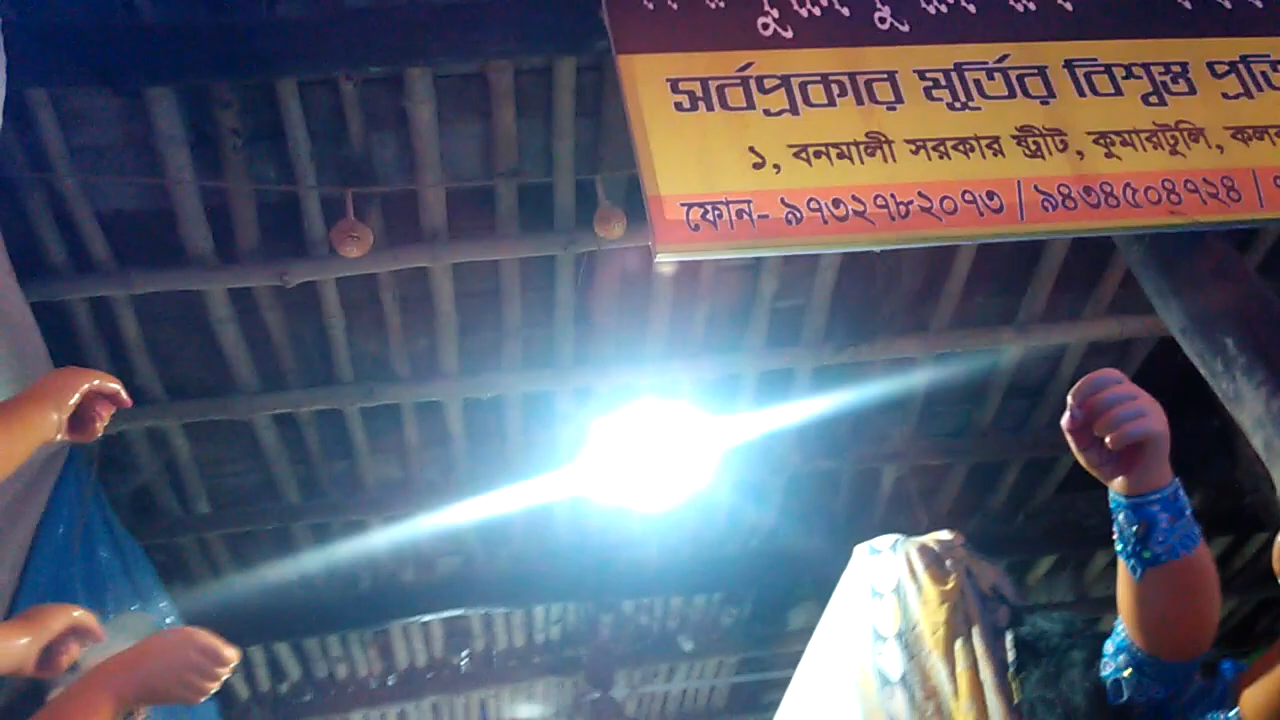 সর্বপ্রকার মূর্তির বিশ্বস্ত
১, বনমালী সরকার ষ্ট্রীট, কুমারটুলি,
ফোন- ৯৭৩২৭৮২০৭৩ / ৯৪৩৪৫০৪৭২৪ /